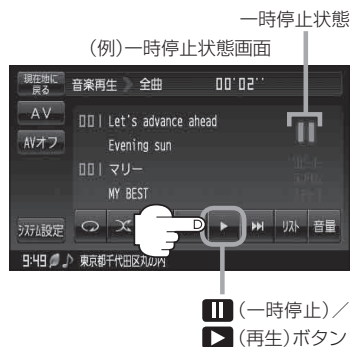 一時停止状態
(例)一時停止状態画面
現在地に
戻る
音楽再生 全曲 00'02''
AV
AVオフ
001 Let's advance ahead
Evening sun
001 マリー
MY BEST
システム設定
リスト 音量
9:49 東京都千代田区丸の内
(一時停止)/
(再生)ボタン